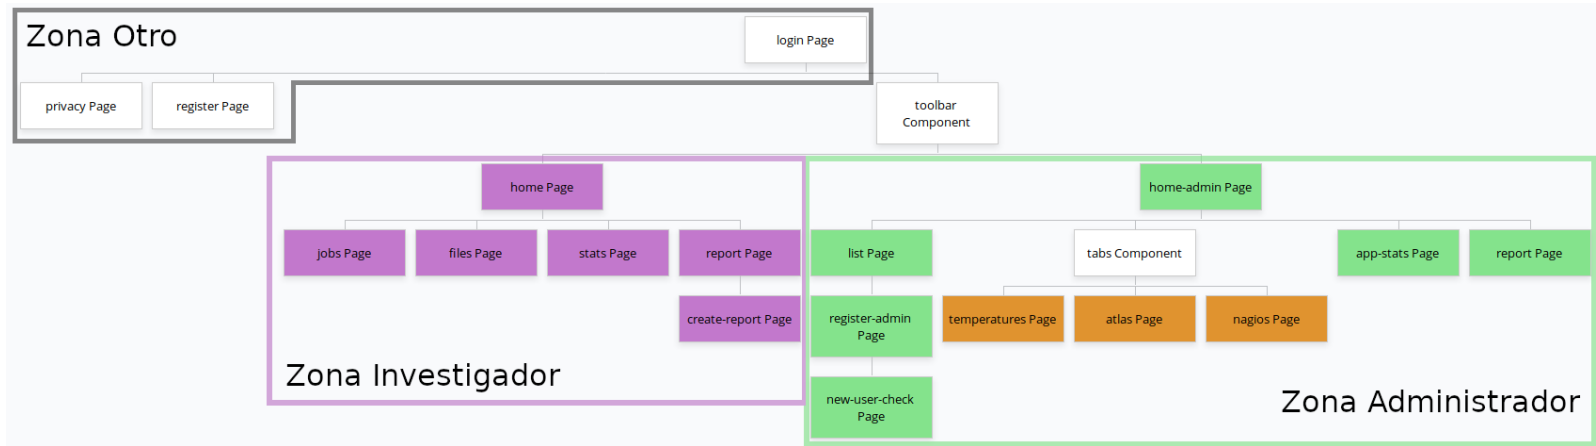 Zona Otro
login Page
privacy Page
register Page
toolbar
Component
home Page
home-admin Page
jobs Page
files Page
stats Page
report Page
list Page
tabs Component
app-stats Page
report Page
create-report Page
register-admin
Page
temperatures Page
atlas Page
nagios Page
Zona Investigador
new-user-check
Page
Zona Administrador